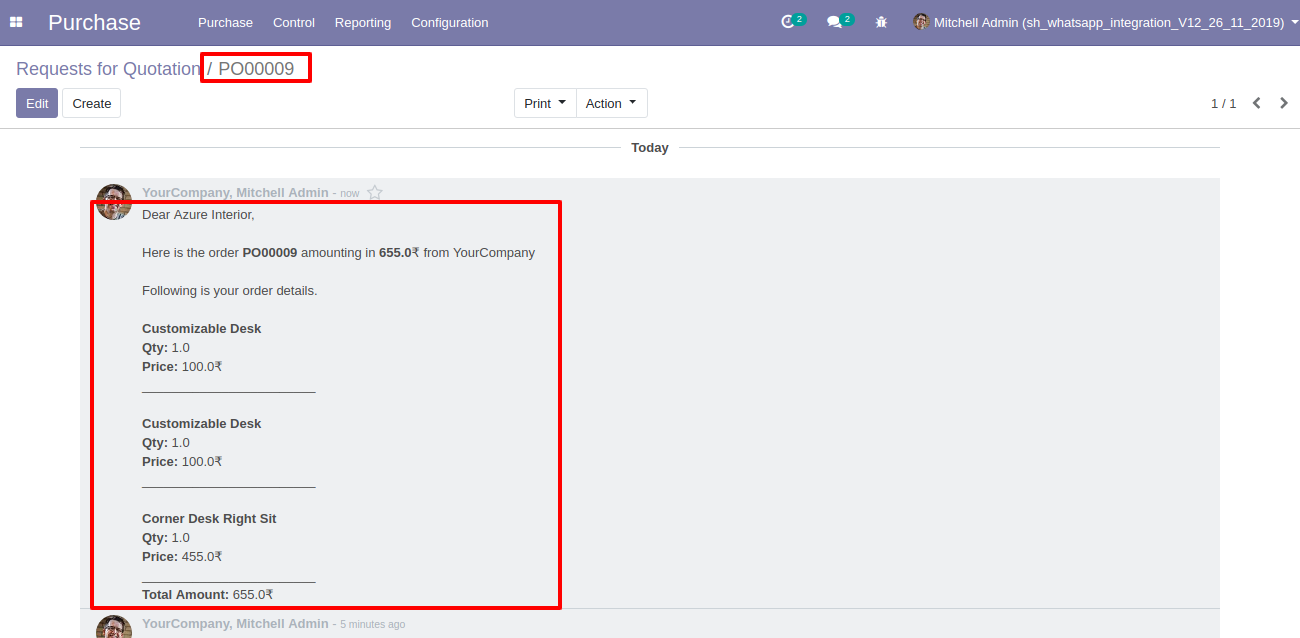 Purchase Purchase Control Reporting Configuration 2 2 Mitchell Admin (sh_whatsapp_integration_V12_26_11_2019)
Requests for Quotation / PO00009
Edit Create Print Action 1 / 1
Today
YourCompany, Mitchell Admin - now
Dear Azure Interior,
Here is the order PO00009 amounting in 655.0₹ from YourCompany
Following is your order details.
Customizable Desk
Qty: 1.0
Price: 100.0₹
________________________
Customizable Desk
Qty: 1.0
Price: 100.0₹
________________________
Corner Desk Right Sit
Qty: 1.0
Price: 455.0₹
________________________
Total Amount: 655.0₹
YourCompany, Mitchell Admin - 5 minutes ago